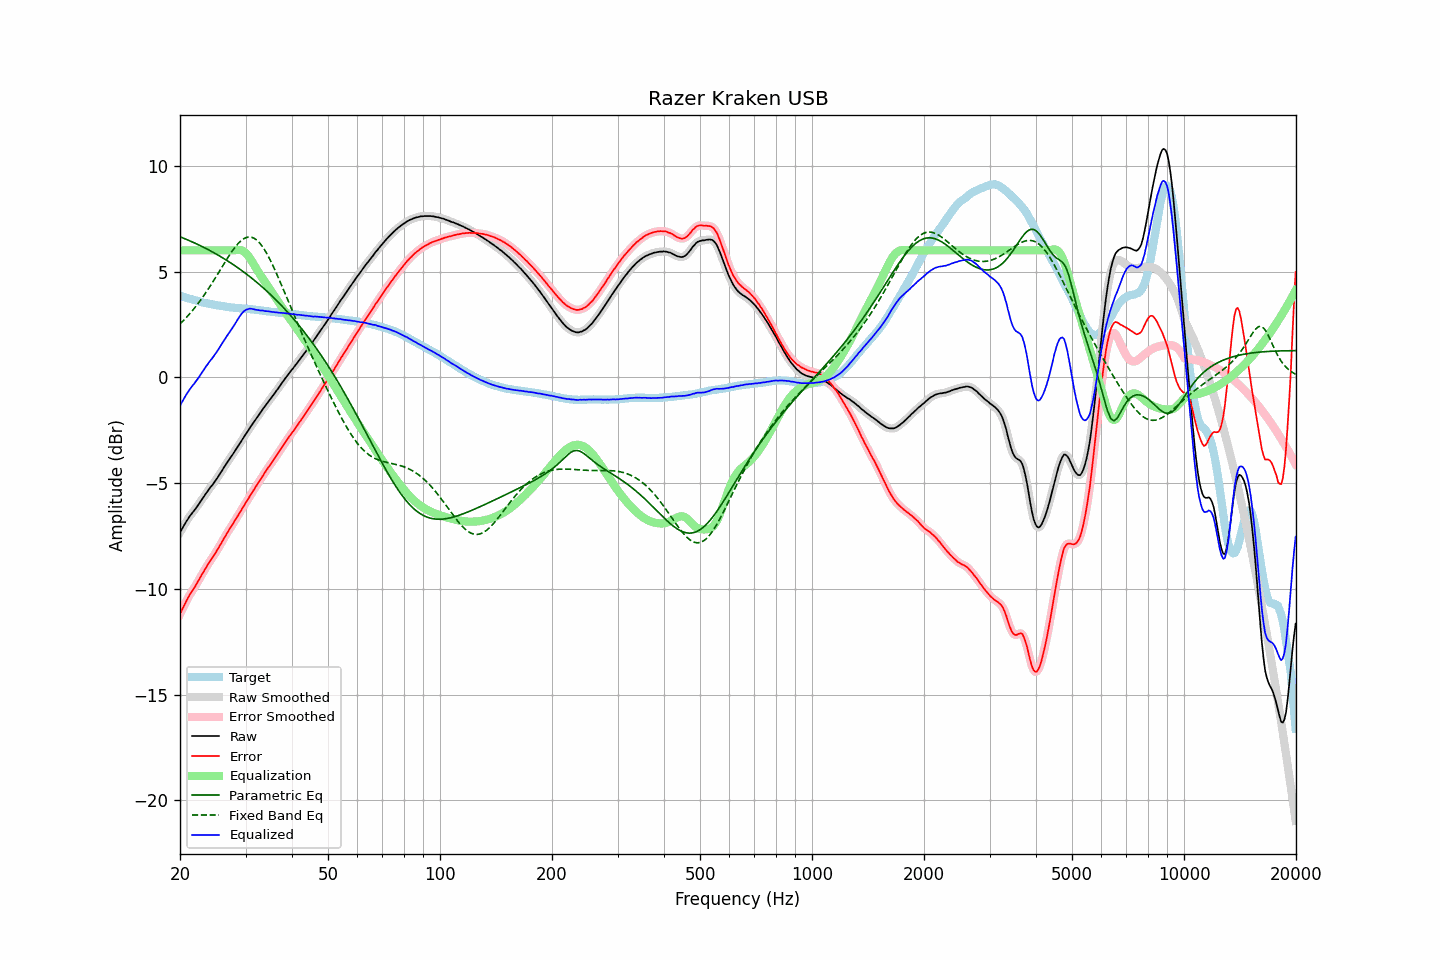 Razer Kraken USB
Amplitude (dBr)
10
5
0
−5
−10
−15
−20
Target
Raw Smoothed
Error Smoothed
Raw
Error
Equalization
Parametric Eq
Fixed Band Eq
Equalized
20 50 100 200 500 1000 2000 5000 10000 20000
Frequency (Hz)